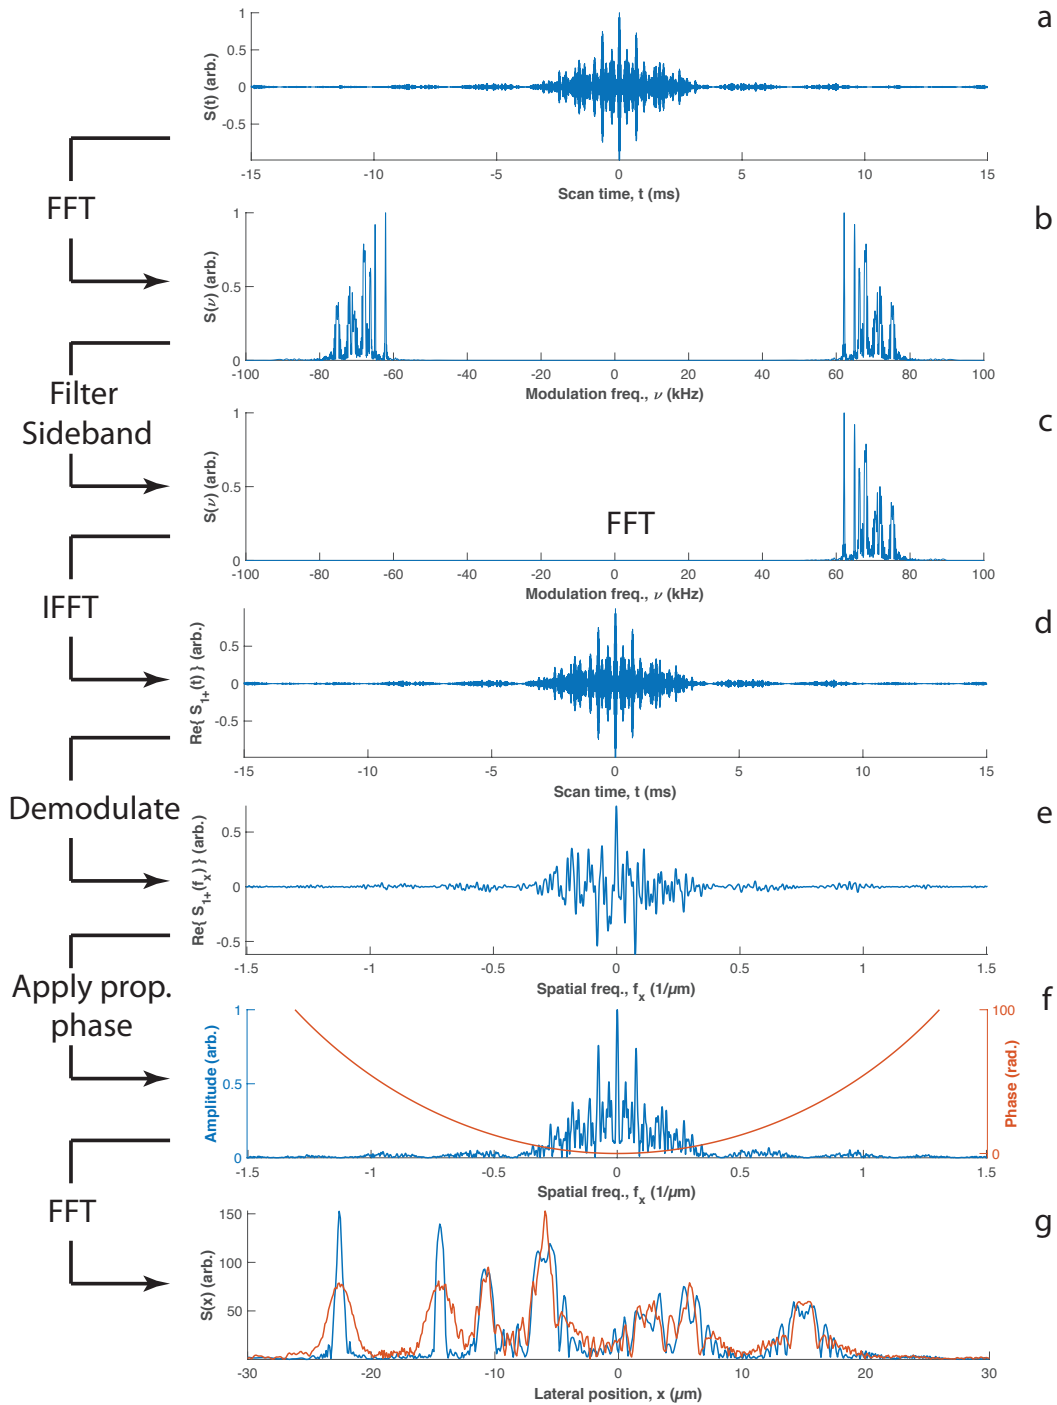 a
1
0.5
0
-0.5
S(t) (arb.)
-15 -10 -5 0 5 10 15
Scan time, t (ms)
FFT
b
1
0.5
0
S(ν) (arb.)
-100 -80 -60 -40 -20 0 20 40 60 80 100
Modulation freq., ν (kHz)
Filter
Sideband
c
1
0.5
0
S(ν) (arb.)
FFT
-100 -80 -60 -40 -20 0 20 40 60 80 100
Modulation freq., ν (kHz)
IFFT
d
0.5
0
-0.5
Re{ S_1+(t) } (arb.)
-15 -10 -5 0 5 10 15
Scan time, t (ms)
Demodulate
e
0.5
0
-0.5
Re{ S_1+(f_x) } (arb.)
-1.5 -1 -0.5 0 0.5 1 1.5
Spatial freq., f_x (1/µm)
Apply prop.
phase
f
1
0.5
0
Amplitude (arb.)
100
0
Phase (rad.)
-1.5 -1 -0.5 0 0.5 1 1.5
Spatial freq., f_x (1/µm)
FFT
g
150
100
50
S(x) (arb.)
-30 -20 -10 0 10 20 30
Lateral position, x (µm)